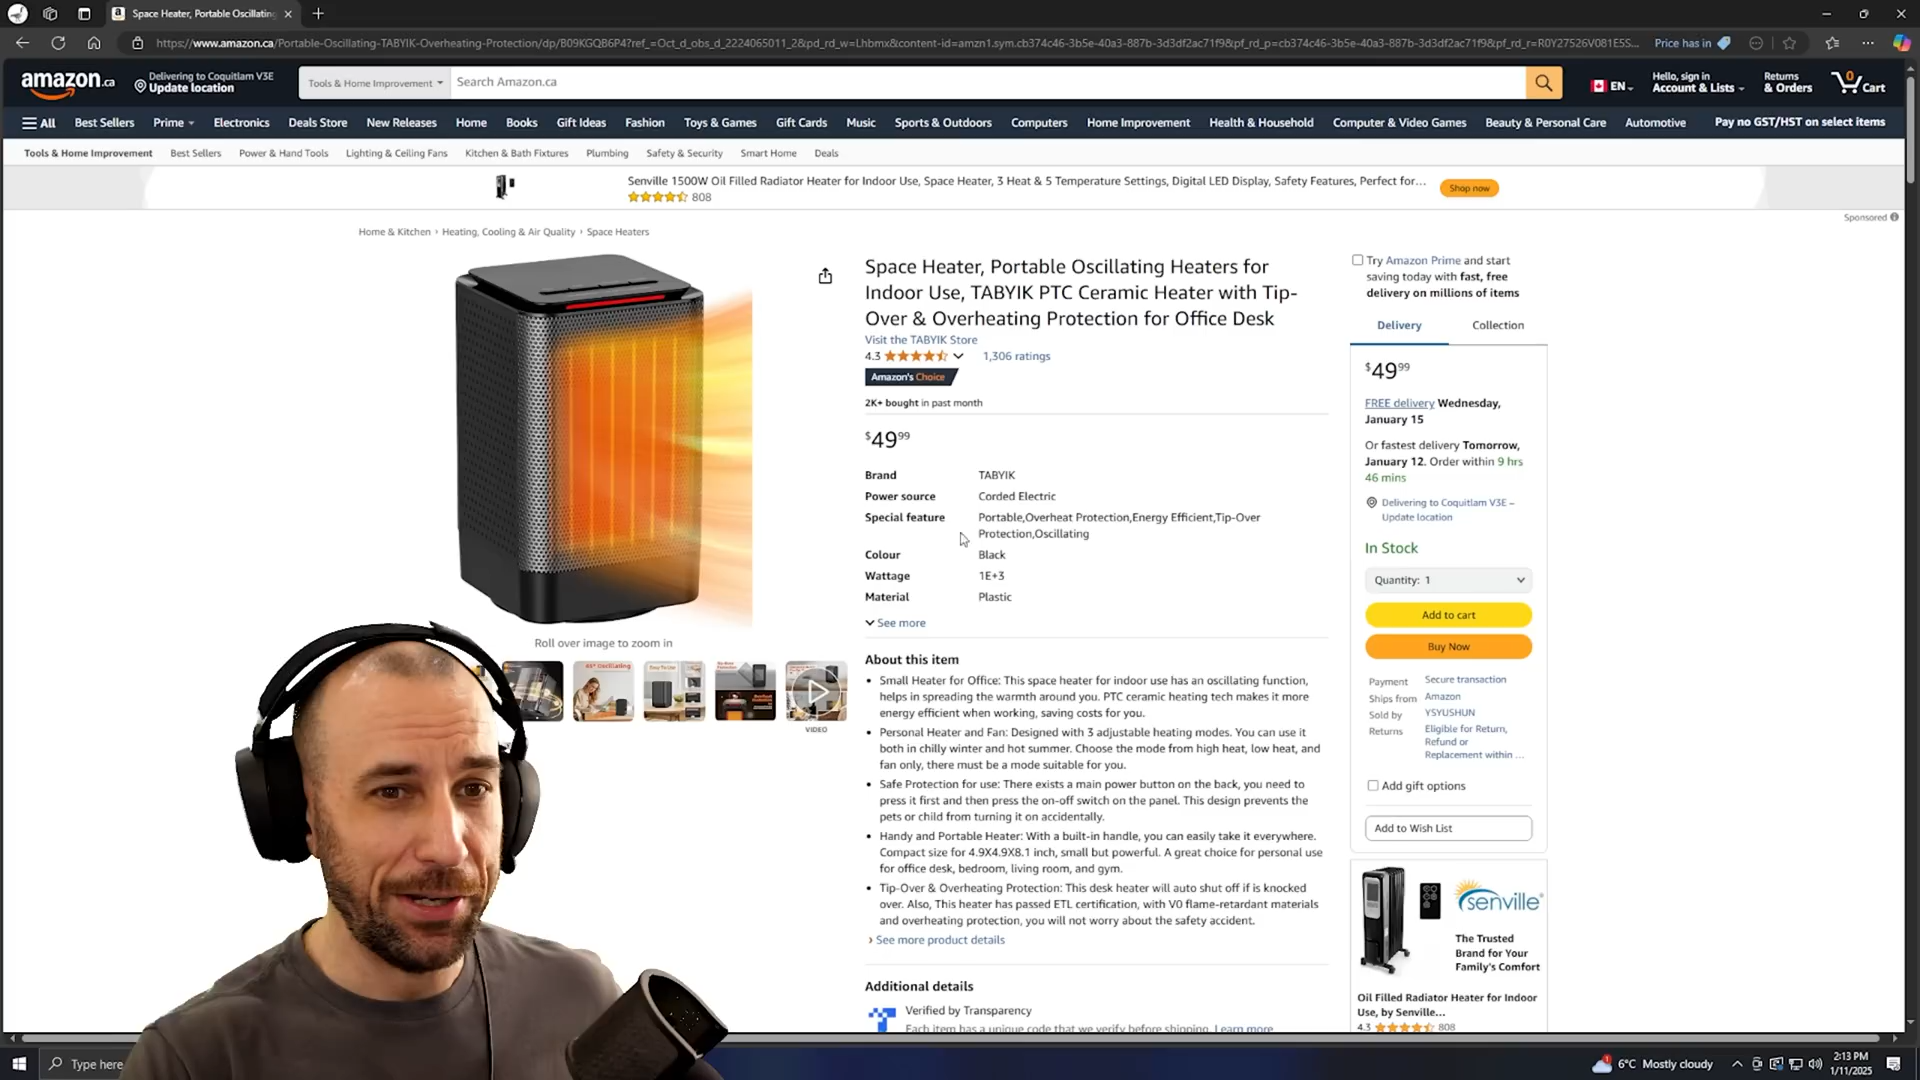 Space Heater, Portable Oscillating
https://www.amazon.ca/Portable-Oscillating-TABYIK-Overheating-Protection/dp/B09KGQB6P4?ref_=Oct_d_obs_d_2224065011_2&pd_rd_w=Lhbmx&content-id=amzn1.sym.cb374c46-3b5e-40a3-887b-3d3df2ac71f9&pf_rd_p=cb374c46-3b5e-40a3-887b-3d3df2ac71f9&pf_rd_r=R0Y27526V081E5S...
Price has in
amazon.ca
Delivering to Coquitlam V3E
Update location
Tools & Home Improvement
Search Amazon.ca
EN
Hello, sign in
Account & Lists
Returns
& Orders
0
Cart
All
Best Sellers
Prime
Electronics
Deals Store
New Releases
Home
Books
Gift Ideas
Fashion
Toys & Games
Gift Cards
Music
Sports & Outdoors
Computers
Home Improvement
Health & Household
Computer & Video Games
Beauty & Personal Care
Automotive
Pay no GST/HST on select items
Tools & Home Improvement
Best Sellers
Power & Hand Tools
Lighting & Ceiling Fans
Kitchen & Bath Fixtures
Plumbing
Safety & Security
Smart Home
Deals
Senville 1500W Oil Filled Radiator Heater for Indoor Use, Space Heater, 3 Heat & 5 Temperature Settings, Digital LED Display, Safety Features, Perfect for...
808
Shop now
Sponsored
Home & Kitchen › Heating, Cooling & Air Quality › Space Heaters
Roll over image to zoom in
VIDEO
Space Heater, Portable Oscillating Heaters for
Indoor Use, TABYIK PTC Ceramic Heater with Tip-
Over & Overheating Protection for Office Desk
Visit the TABYIK Store
4.3
1,306 ratings
Amazon's Choice
2K+ bought in past month
$49.99
Brand TABYIK
Power source Corded Electric
Special feature Portable,Overheat Protection,Energy Efficient,Tip-Over
Protection,Oscillating
Colour Black
Wattage 1E+3
Material Plastic
See more
About this item
• Small Heater for Office: This space heater for indoor use has an oscillating function,
helps in spreading the warmth around you. PTC ceramic heating tech makes it more
energy efficient when working, saving costs for you.
• Personal Heater and Fan: Designed with 3 adjustable heating modes. You can use it
both in chilly winter and hot summer. Choose the mode from high heat, low heat, and
fan only, there must be a mode suitable for you.
• Safe Protection for use: There exists a main power button on the back, you need to
press it first and then press the on-off switch on the panel. This design prevents the
pets or child from turning it on accidentally.
• Handy and Portable Heater: With a built-in handle, you can easily take it everywhere.
Compact size for 4.9X4.9X8.1 inch, small but powerful. A great choice for personal use
for office desk, bedroom, living room, and gym.
• Tip-Over & Overheating Protection: This desk heater will auto shut off if is knocked
over. Also, This heater has passed ETL certification, with V0 flame-retardant materials
and overheating protection, you will not worry about the safety accident.
› See more product details
Additional details
Verified by Transparency
Each item has a unique code that we verify before shipping. Learn more
Try Amazon Prime and start
saving today with fast, free
delivery on millions of items
Delivery
Collection
$49.99
FREE delivery Wednesday,
January 15
Or fastest delivery Tomorrow,
January 12. Order within 9 hrs
46 mins
Delivering to Coquitlam V3E –
Update location
In Stock
Quantity: 1
Add to cart
Buy Now
Payment Secure transaction
Ships from Amazon
Sold by YSYUSHUN
Returns Eligible for Return,
Refund or
Replacement within ...
Add gift options
Add to Wish List
senville
The Trusted
Brand for Your
Family's Comfort
Oil Filled Radiator Heater for Indoor
Use, by Senville...
4.3
808
Type here
6°C Mostly cloudy
2:13 PM
1/11/2025